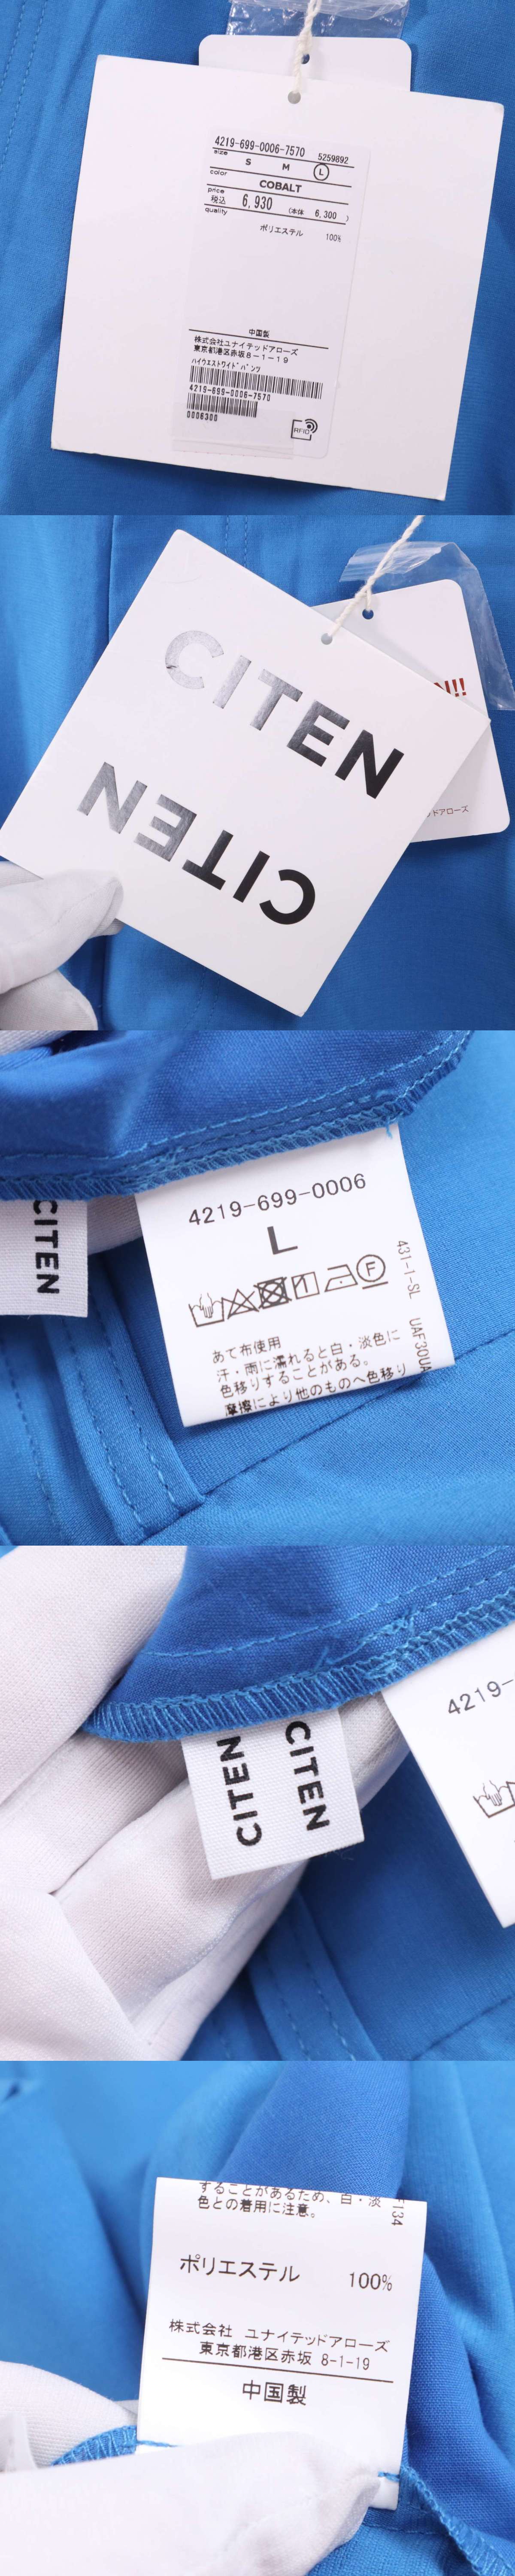 4219-699-0006-7570 5259892
size S M L
color COBALT
price 税込 6,930 (本体 6,300 )
quality
ポリエステル 100%
中国製
株式会社ユナイテッドアローズ
東京都港区赤坂8-1-19
ハイウエストワイドパンツ
4219-699-0006-7570
0006300
RFID
CITEN
CITEN
N!!
ドアローズ
CITEN
4219-699-0006
L
F
431-1-SL
UAF30UA
あて布使用
汗・雨に濡れると白・淡色に
色移りすることがある。
摩擦により他のものへ色移り
CITEN
CITEN
4219-
することがあるため、白・淡
色との着用に注意。
ポリエステル 100%
株式会社 ユナイテッドアローズ
東京都港区赤坂 8-1-19
中国製